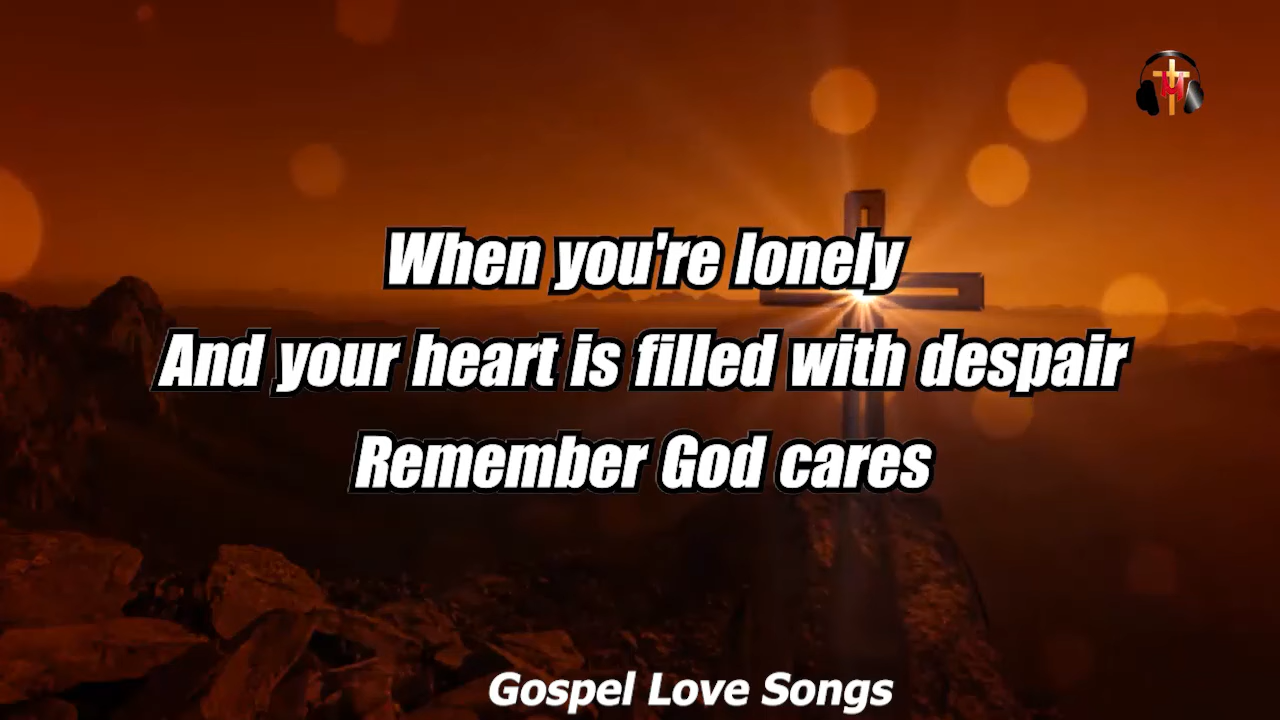 When you're lonely
And your heart is filled with despair
Remember God cares
Gospel Love Songs